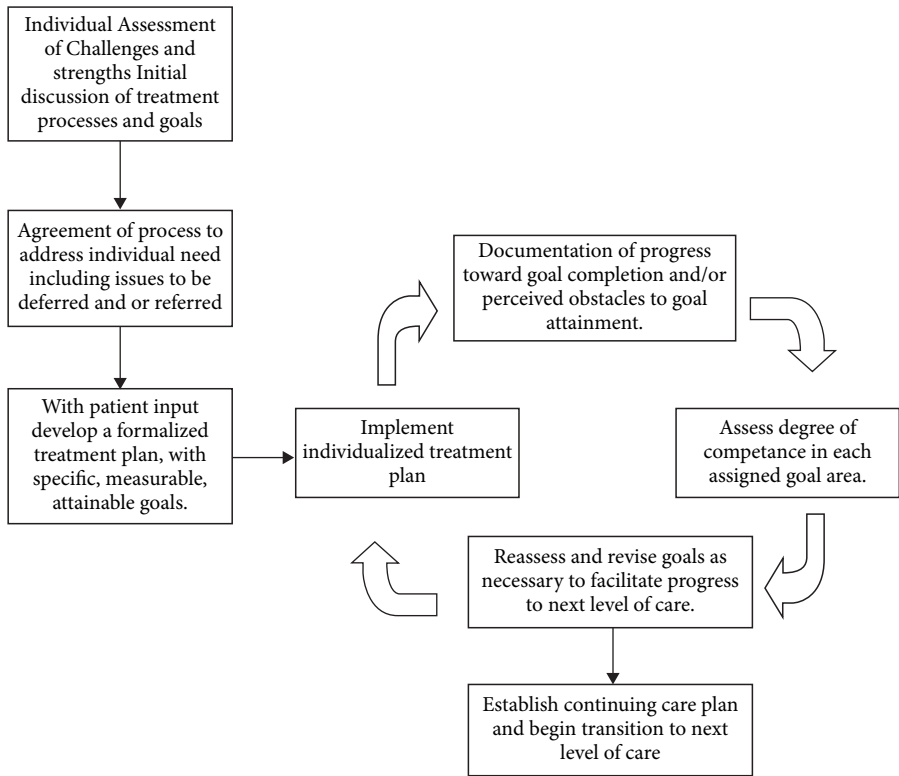 Individual Assessment
of Challenges and
strengths Initial
discussion of treatment
processes and goals
Agreement of process to
address individual need
including issues to be
deferred and or referred
With patient input
develop a formalized
treatment plan, with
specific, measurable,
attainable goals.
Implement
individualized treatment
plan
Documentation of progress
toward goal completion and/or
perceived obstacles to goal
attainment.
Assess degree of
competance in each
assigned goal area.
Reassess and revise goals as
necessary to facilitate progress
to next level of care.
Establish continuing care plan
and begin transition to next
level of care